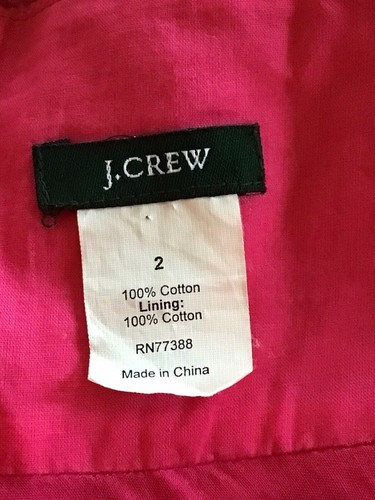 J.CREW
2
100% Cotton
Lining:
100% Cotton
RN77388
Made in China